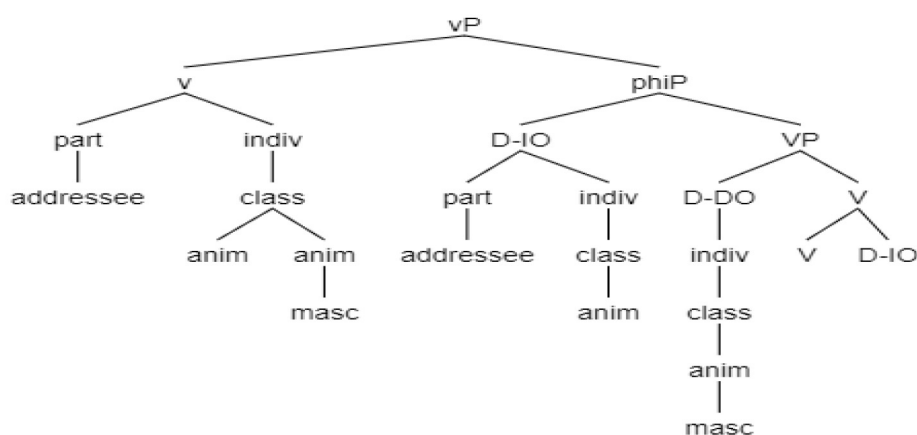 vP
v phiP
part indiv D-IO VP
addressee class part indiv D-DO V
anim anim addressee class indiv V D-IO
masc anim class
anim
masc